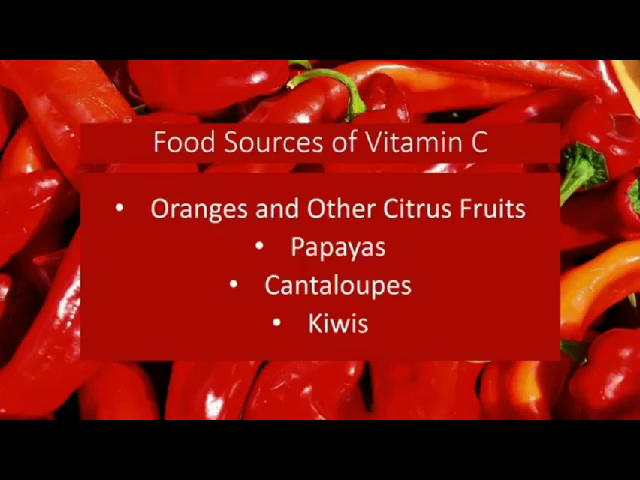 Food Sources of Vitamin C
• Oranges and Other Citrus Fruits
• Papayas
• Cantaloupes
• Kiwis